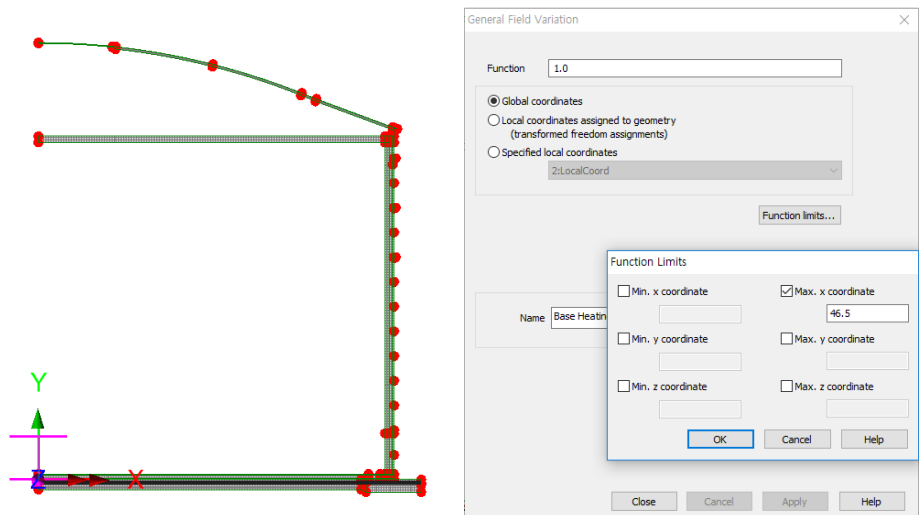 Y
Z
X
General Field Variation
Function
1.0
Global coordinates
Local coordinates assigned to geometry
(transformed freedom assignments)
Specified local coordinates
2:LocalCoord
Function limits...
Function Limits
Min. x coordinate
Max. x coordinate
46.5
Name
Base Heatin
Min. y coordinate
Max. y coordinate
Min. z coordinate
Max. z coordinate
OK
Cancel
Help
Close
Cancel
Apply
Help